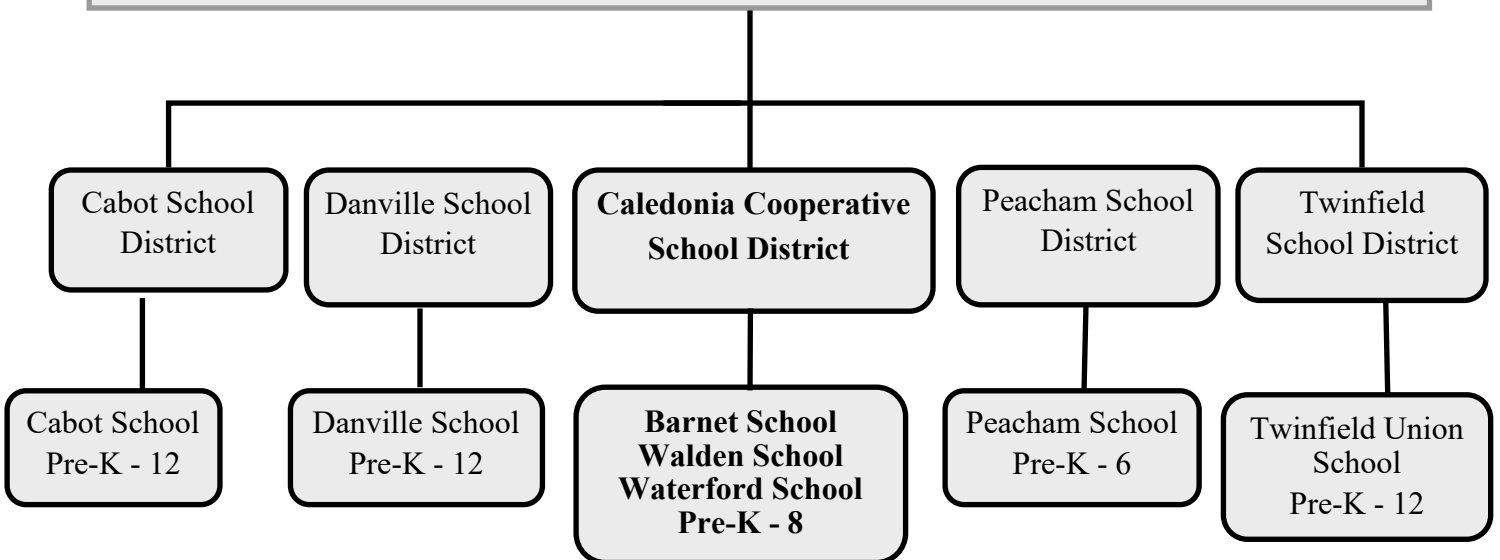 Cabot School
District
Danville School
District
Caledonia Cooperative
School District
Peacham School
District
Twinfield
School District
Cabot School
Pre-K - 12
Danville School
Pre-K - 12
Barnet School
Walden School
Waterford School
Pre-K - 8
Peacham School
Pre-K - 6
Twinfield Union
School
Pre-K - 12